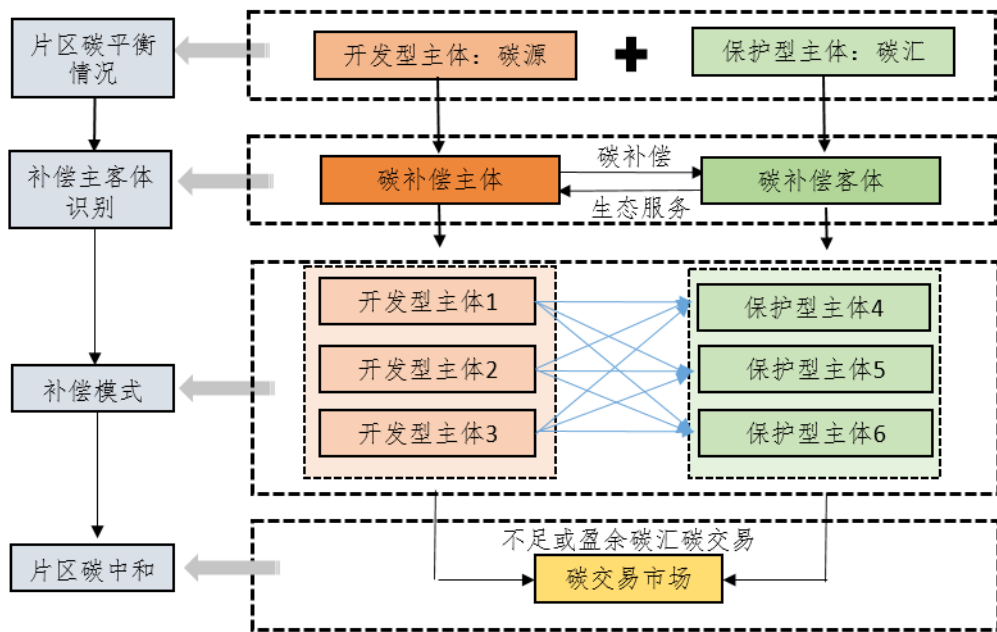 片区碳平衡
情况
开发型主体：碳源
保护型主体：碳汇
补偿主客体
识别
碳补偿主体
碳补偿
生态服务
碳补偿客体
补偿模式
开发型主体1
开发型主体2
开发型主体3
保护型主体4
保护型主体5
保护型主体6
片区碳中和
不足或盈余碳汇碳交易
碳交易市场